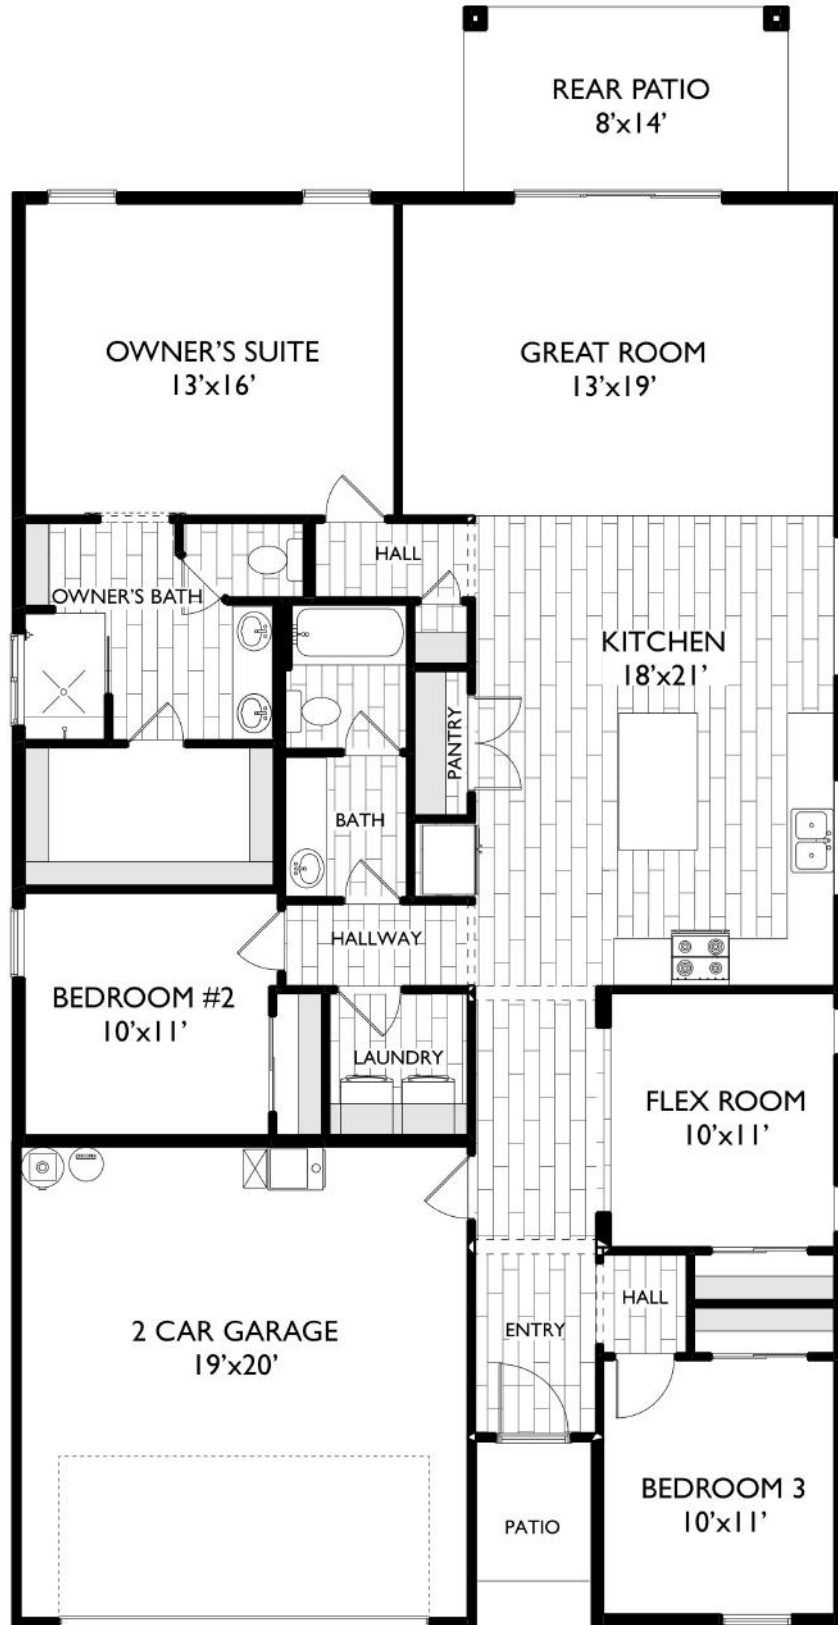 REAR PATIO
8’x14’
OWNER’S SUITE
13’x16’
GREAT ROOM
13’x19’
HALL
OWNER’S BATH
KITCHEN
18’x21’
PANTRY
BATH
HALLWAY
BEDROOM #2
10’x11’
LAUNDRY
FLEX ROOM
10’x11’
HALL
2 CAR GARAGE
19’x20’
ENTRY
BEDROOM 3
10’x11’
PATIO